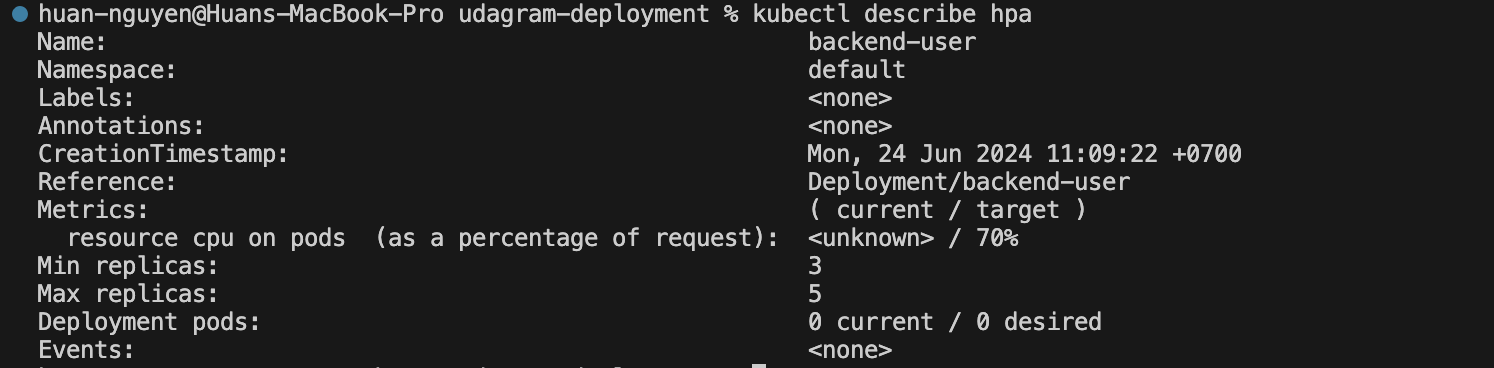 huan-nguyen@Huans-MacBook-Pro udagram-deployment % kubectl describe hpa
Name: backend-user
Namespace: default
Labels: <none>
Annotations: <none>
CreationTimestamp: Mon, 24 Jun 2024 11:09:22 +0700
Reference: Deployment/backend-user
Metrics: ( current / target )
  resource cpu on pods  (as a percentage of request):  <unknown> / 70%
Min replicas: 3
Max replicas: 5
Deployment pods: 0 current / 0 desired
Events: <none>